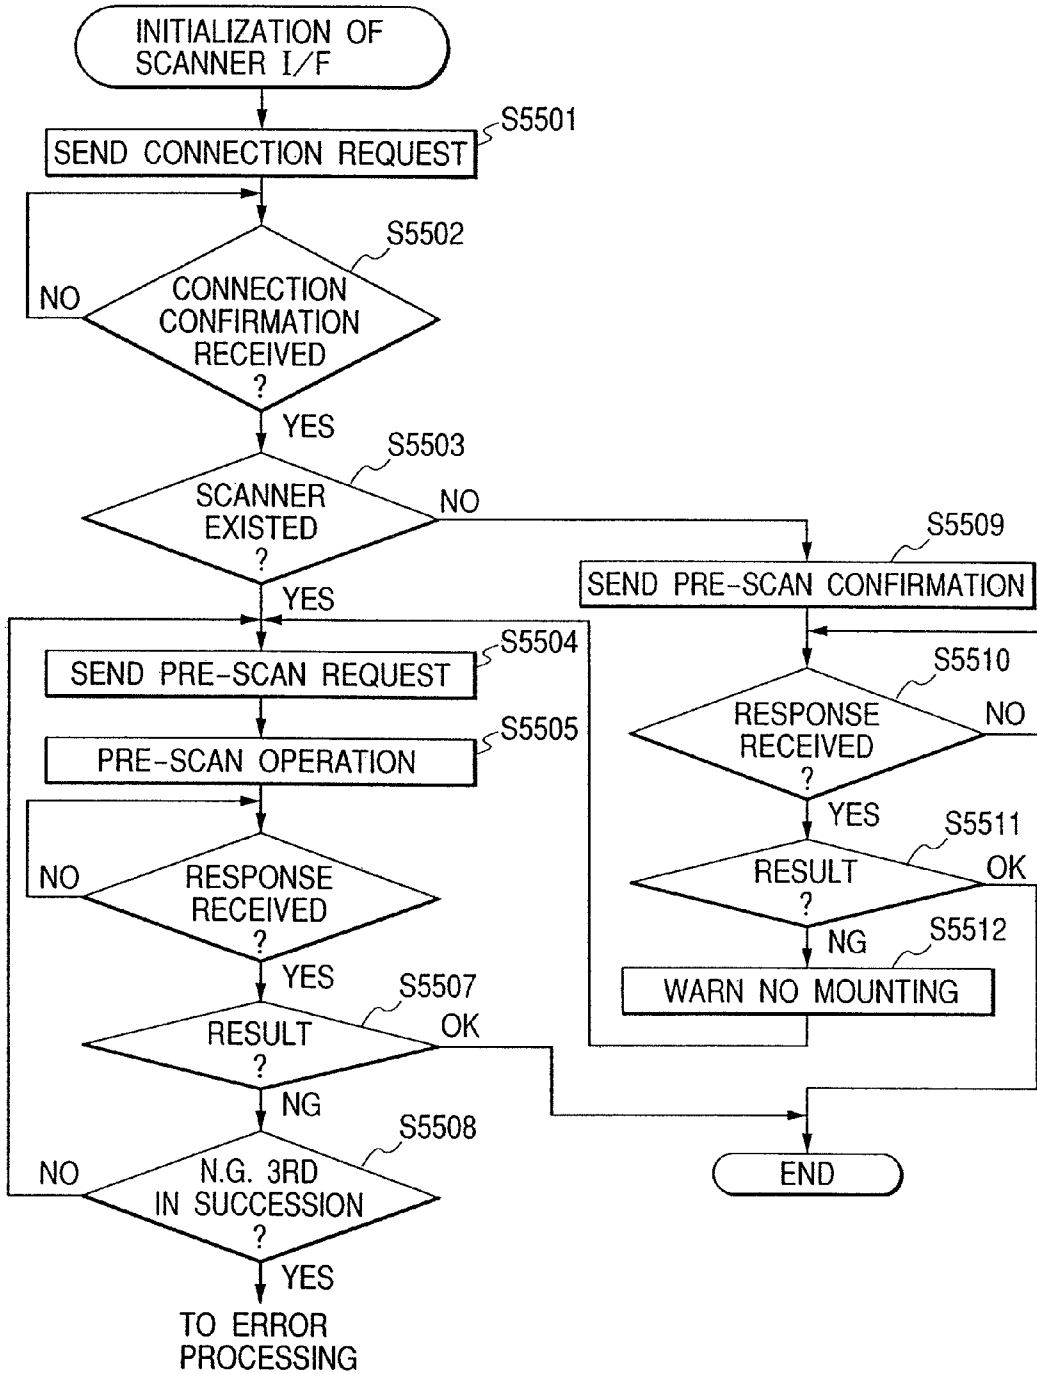 INITIALIZATION OF
SCANNER I/F
S5501
SEND CONNECTION REQUEST
S5502
NO
CONNECTION
CONFIRMATION
RECEIVED
?
YES
S5503
SCANNER
EXISTED
?
NO
YES
S5509
SEND PRE-SCAN CONFIRMATION
S5504
SEND PRE-SCAN REQUEST
S5505
PRE-SCAN OPERATION
NO
RESPONSE
RECEIVED
?
YES
S5507
RESULT
?
OK
NG
S5508
NO
N.G. 3RD
IN SUCCESSION
?
YES
TO ERROR
PROCESSING
S5510
RESPONSE
RECEIVED
?
NO
YES
S5511
RESULT
?
OK
NG
S5512
WARN NO MOUNTING
END